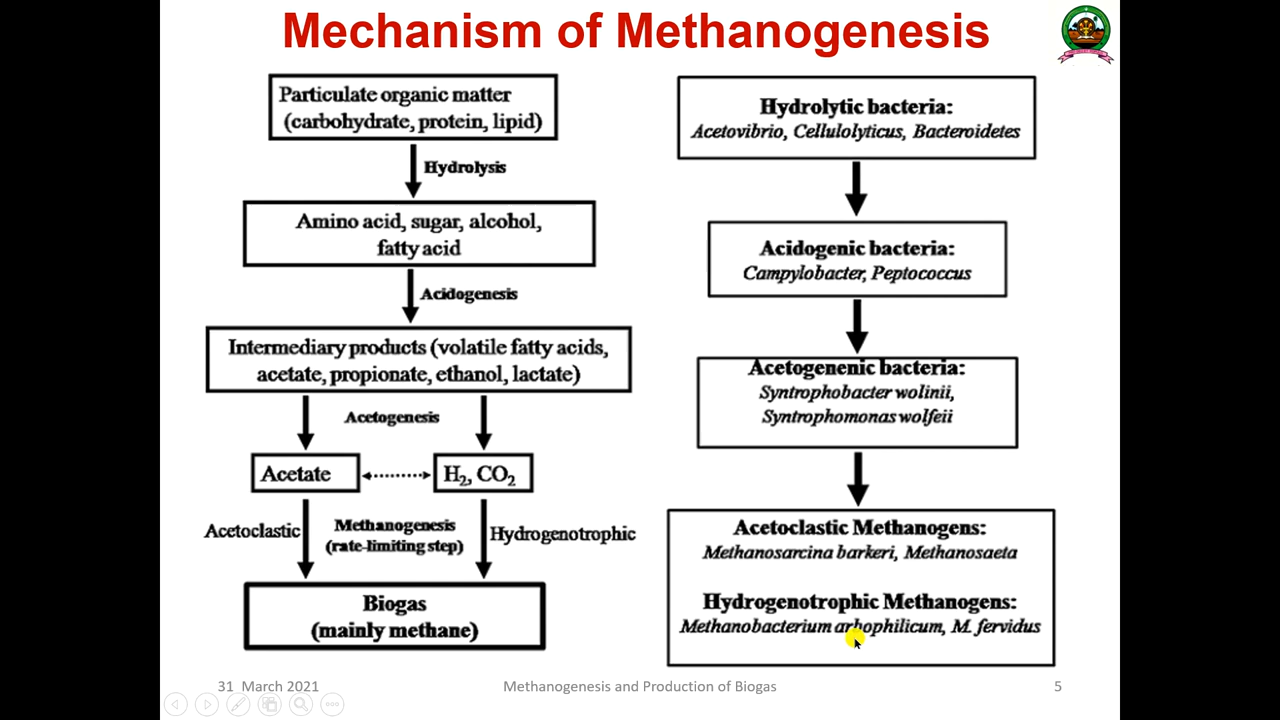 Mechanism of Methanogenesis
Particulate organic matter
(carbohydrate, protein, lipid)
Hydrolysis
Amino acid, sugar, alcohol,
fatty acid
Acidogenesis
Intermediary products (volatile fatty acids,
acetate, propionate, ethanol, lactate)
Acetogenesis
Acetate
H₂, CO₂
Acetoclastic
Methanogenesis
(rate-limiting step)
Hydrogenotrophic
Biogas
(mainly methane)
Hydrolytic bacteria:
Acetovibrio, Cellulolyticus, Bacteroidetes
Acidogenic bacteria:
Campylobacter, Peptococcus
Acetogenenic bacteria:
Syntrophobacter wolinii,
Syntrophomonas wolfeii
Acetoclastic Methanogens:
Methanosarcina barkeri, Methanosaeta
Hydrogenotrophic Methanogens:
Methanobacterium arhophilicum, M. fervidus
31 March 2021
Methanogenesis and Production of Biogas
5